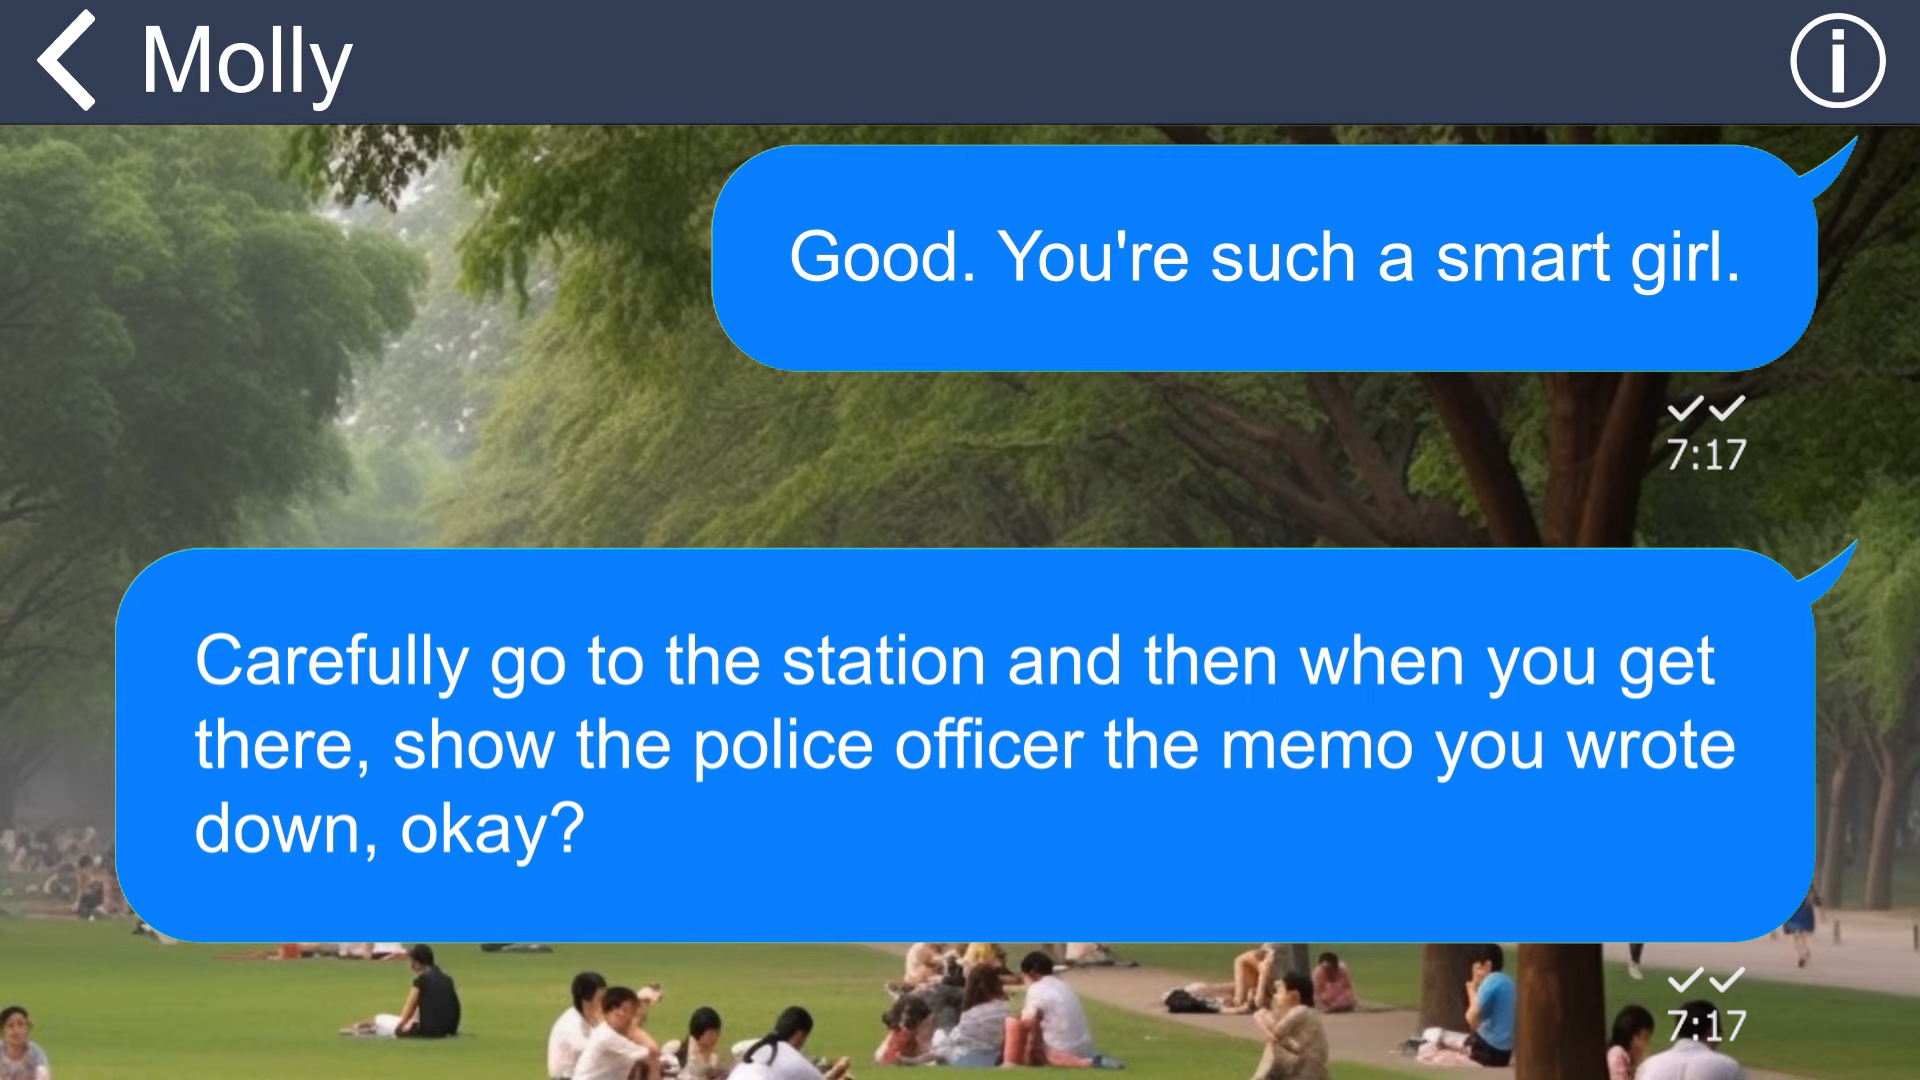 Molly
Good. You're such a smart girl.
7:17
Carefully go to the station and then when you get
there, show the police officer the memo you wrote
down, okay?
7:17